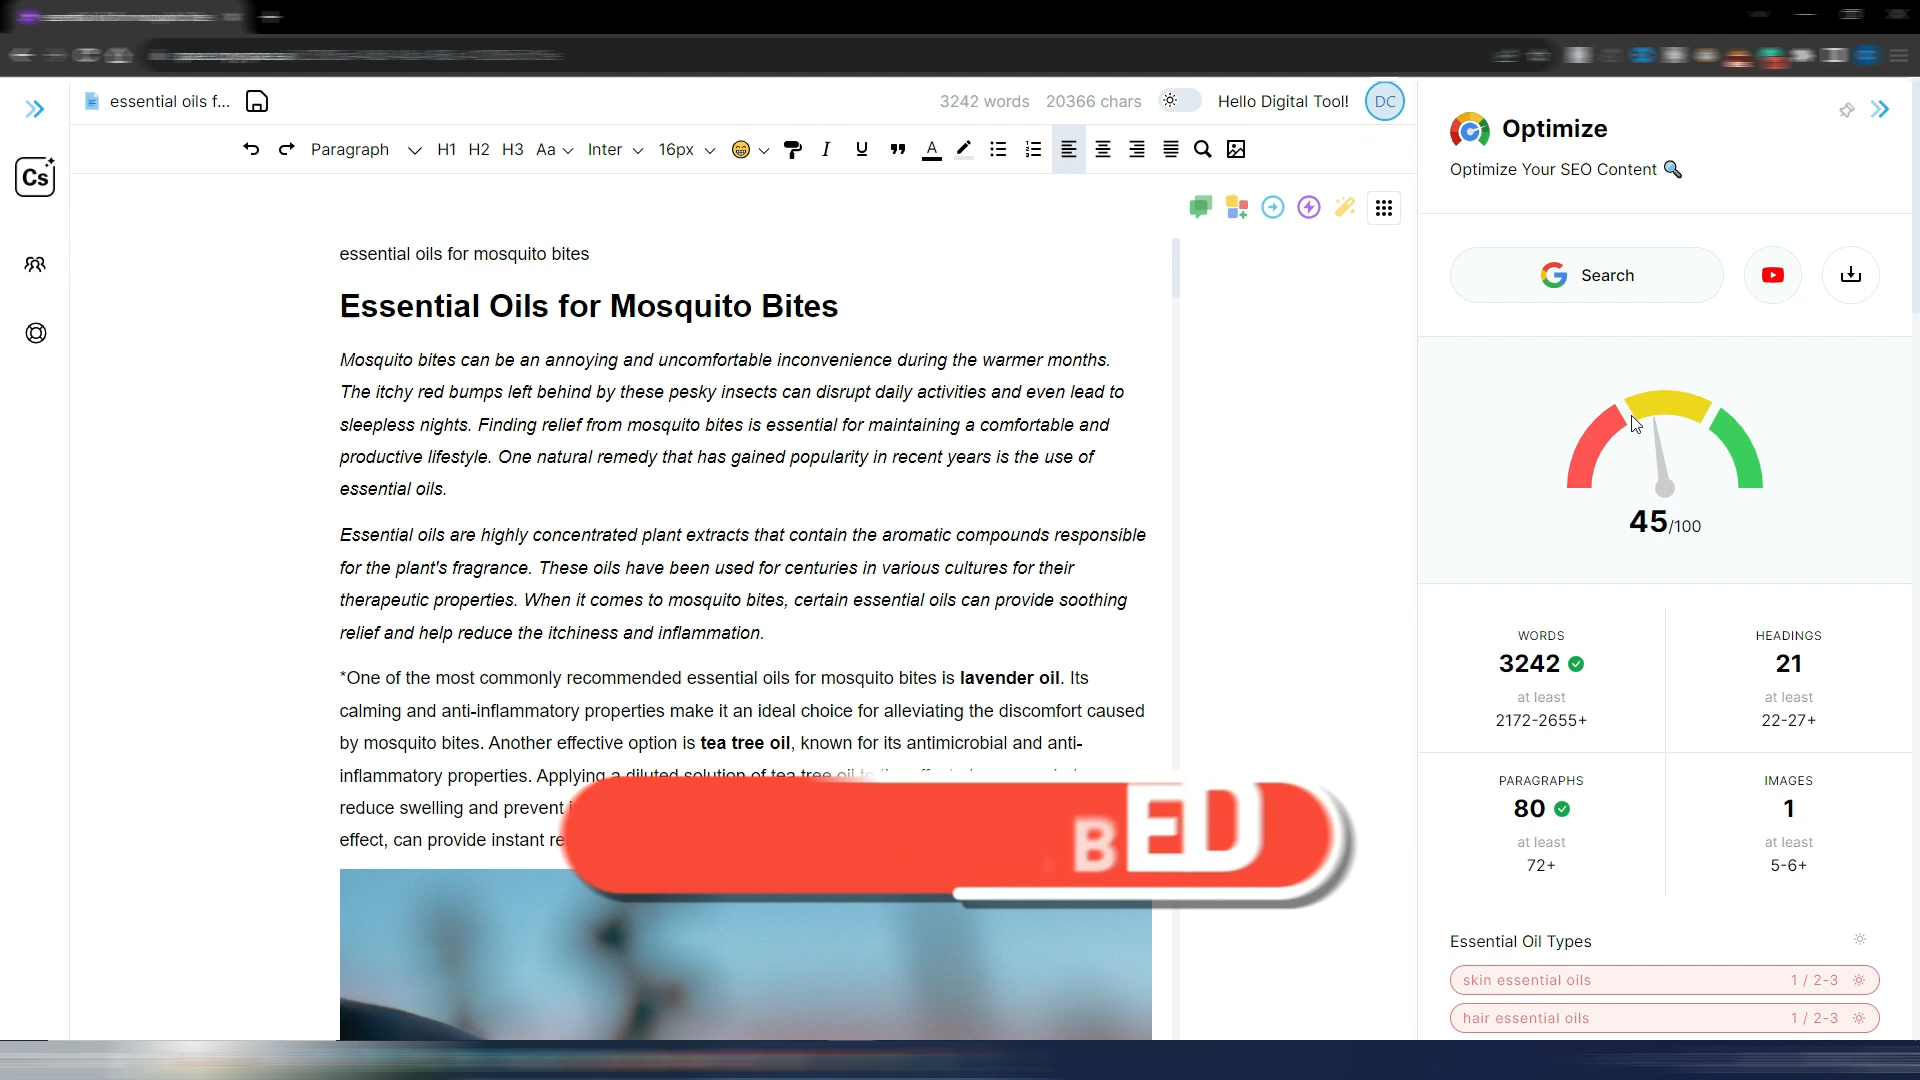 essential oils f...
3242 words 20366 chars Hello Digital Tool! DC
Paragraph H1 H2 H3 Aa Inter 16px I U A
Cs
essential oils for mosquito bites
Essential Oils for Mosquito Bites
Mosquito bites can be an annoying and uncomfortable inconvenience during the warmer months.
The itchy red bumps left behind by these pesky insects can disrupt daily activities and even lead to
sleepless nights. Finding relief from mosquito bites is essential for maintaining a comfortable and
productive lifestyle. One natural remedy that has gained popularity in recent years is the use of
essential oils.
Essential oils are highly concentrated plant extracts that contain the aromatic compounds responsible
for the plant's fragrance. These oils have been used for centuries in various cultures for their
therapeutic properties. When it comes to mosquito bites, certain essential oils can provide soothing
relief and help reduce the itchiness and inflammation.
*One of the most commonly recommended essential oils for mosquito bites is lavender oil. Its
calming and anti-inflammatory properties make it an ideal choice for alleviating the discomfort caused
by mosquito bites. Another effective option is tea tree oil, known for its antimicrobial and anti-
inflammatory properties. Applying a diluted solution of tea tree oil to
reduce swelling and prevent
effect, can provide instant
BED
Optimize
Optimize Your SEO Content
Search
45/100
WORDS
3242
at least
2172-2655+
HEADINGS
21
at least
22-27+
PARAGRAPHS
80
at least
72+
IMAGES
1
at least
5-6+
Essential Oil Types
skin essential oils 1 / 2-3
hair essential oils 1 / 2-3